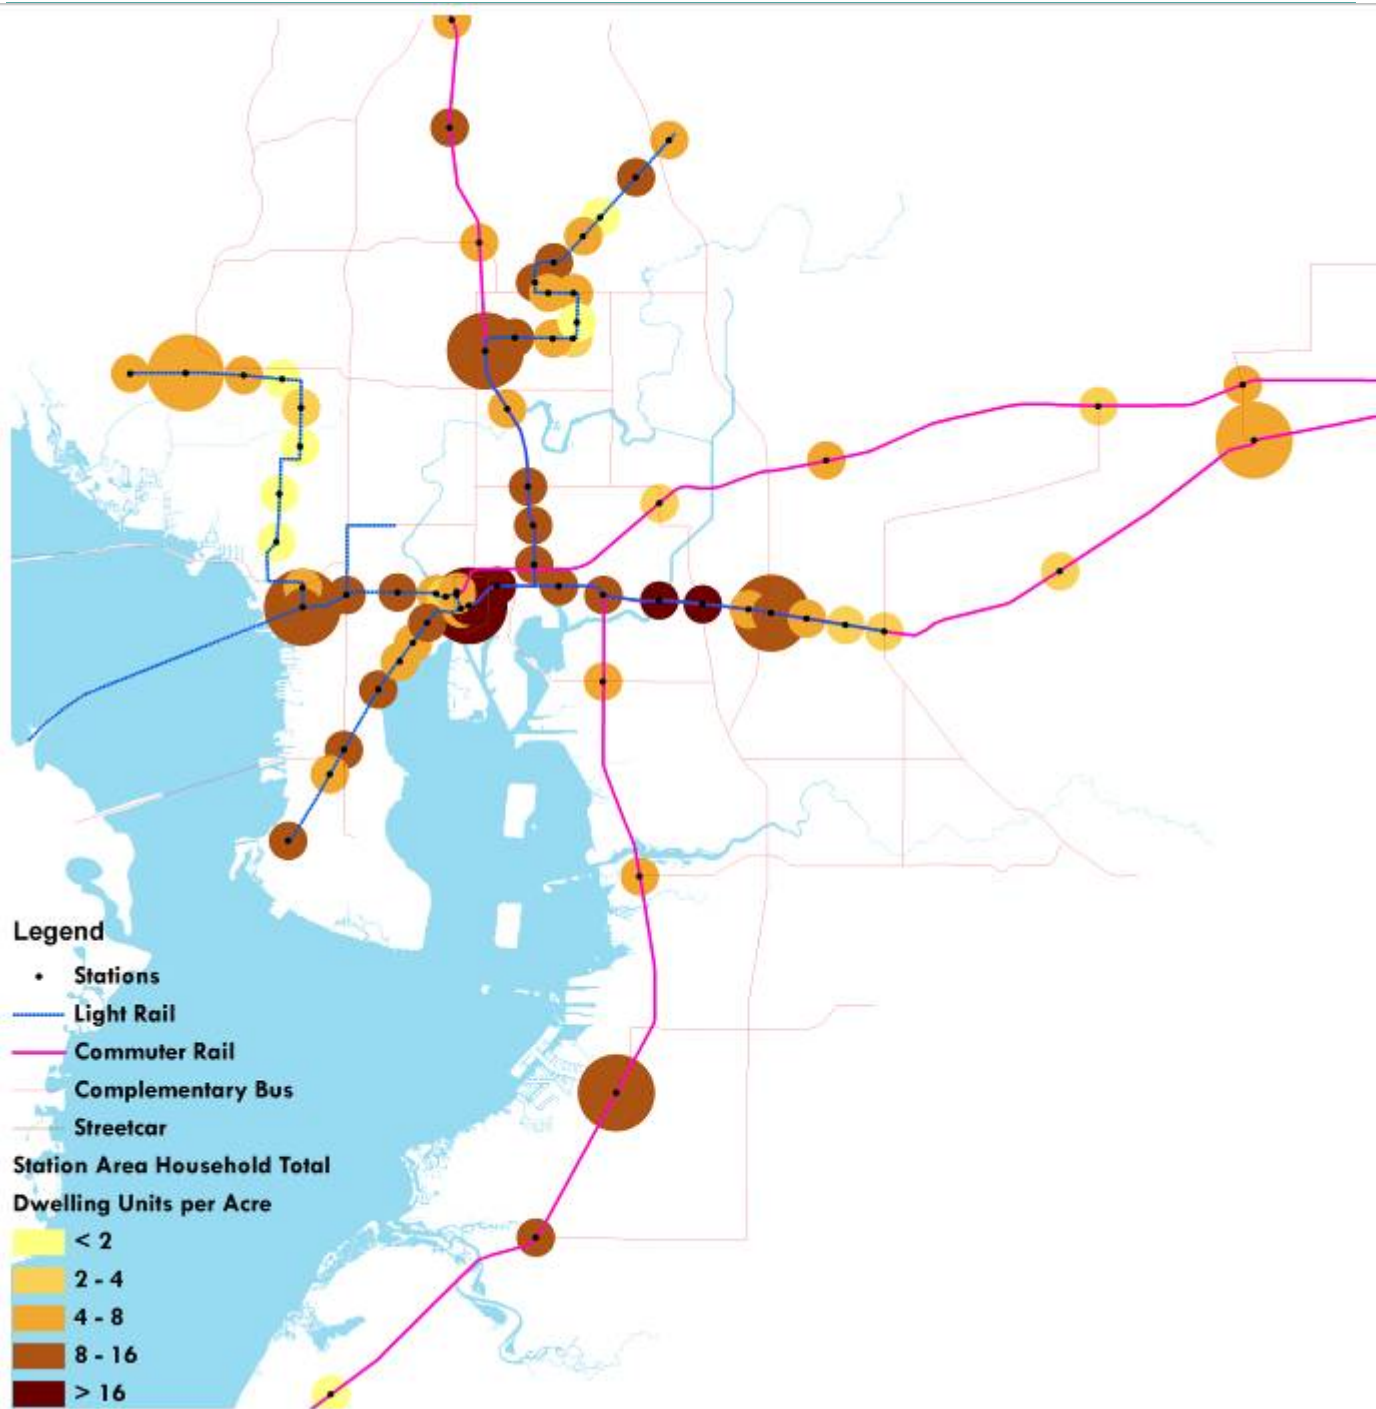 Legend
Stations
Light Rail
Commuter Rail
Complementary Bus
Streetcar
Station Area Household Total
Dwelling Units per Acre
< 2
2 - 4
4 - 8
8 - 16
> 16